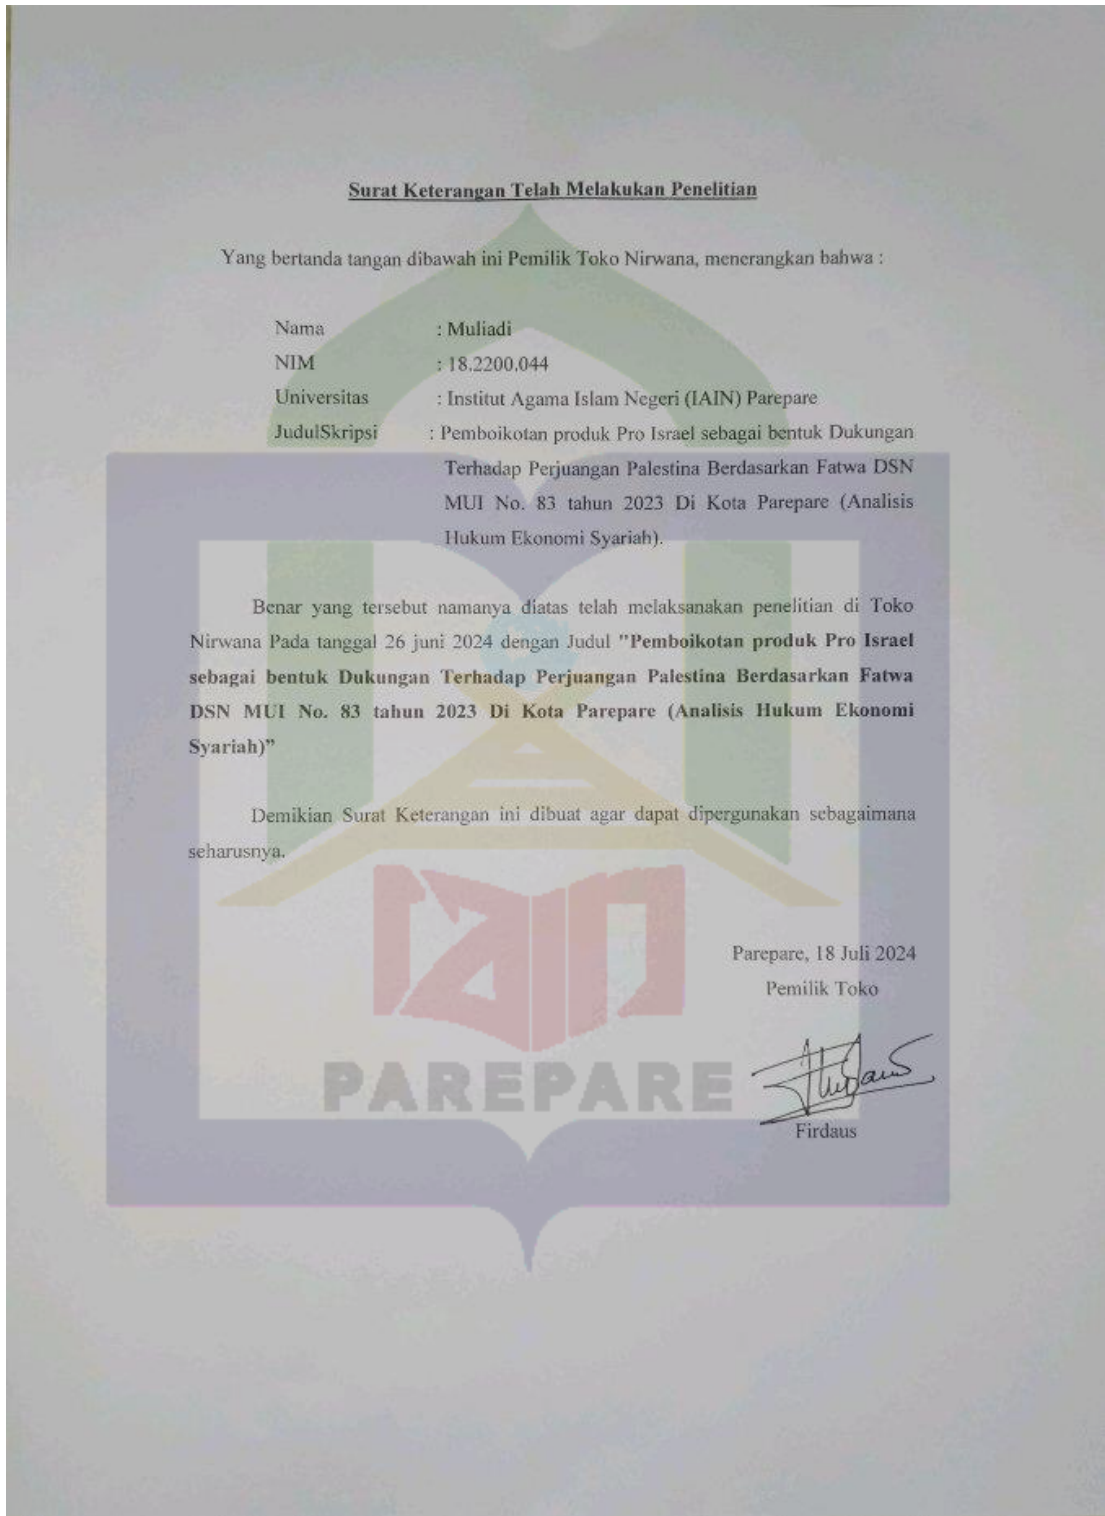 Surat Keterangan Telah Melakukan Penelitian
Yang bertanda tangan dibawah ini Pemilik Toko Nirwana, menerangkan bahwa :
Nama : Muliadi
NIM : 18.2200.044
Universitas : Institut Agama Islam Negeri (IAIN) Parepare
JudulSkripsi : Pemboikotan produk Pro Israel sebagai bentuk Dukungan
Terhadap Perjuangan Palestina Berdasarkan Fatwa DSN
MUI No. 83 tahun 2023 Di Kota Parepare (Analisis
Hukum Ekonomi Syariah).
Benar yang tersebut namanya diatas telah melaksanakan penelitian di Toko
Nirwana Pada tanggal 26 juni 2024 dengan Judul "Pemboikotan produk Pro Israel
sebagai bentuk Dukungan Terhadap Perjuangan Palestina Berdasarkan Fatwa
DSN MUI No. 83 tahun 2023 Di Kota Parepare (Analisis Hukum Ekonomi
Syariah)”
Demikian Surat Keterangan ini dibuat agar dapat dipergunakan sebagaimana
seharusnya.
Parepare, 18 Juli 2024
Pemilik Toko
Firdaus
iain
PAREPARE